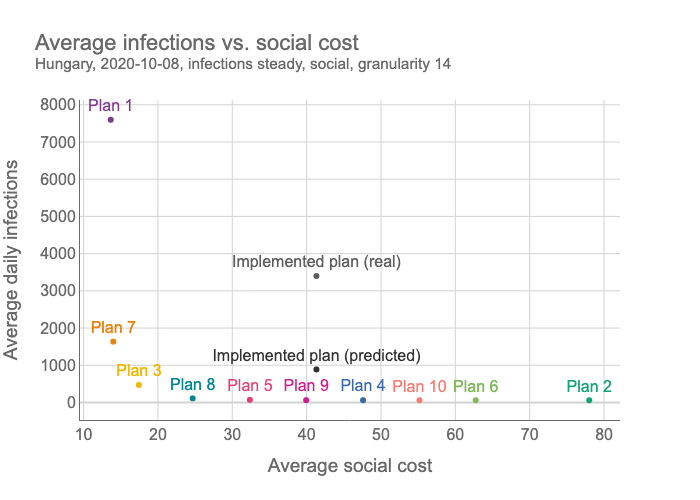 Average infections vs. social cost
Hungary, 2020-10-08, infections steady, social, granularity 14
Average daily infections
8000
7000
6000
5000
4000
3000
2000
1000
0
Plan 1
Implemented plan (real)
Plan 7
Implemented plan (predicted)
Plan 3
Plan 8 Plan 5 Plan 9 Plan 4 Plan 10 Plan 6 Plan 2
10 20 30 40 50 60 70 80
Average social cost